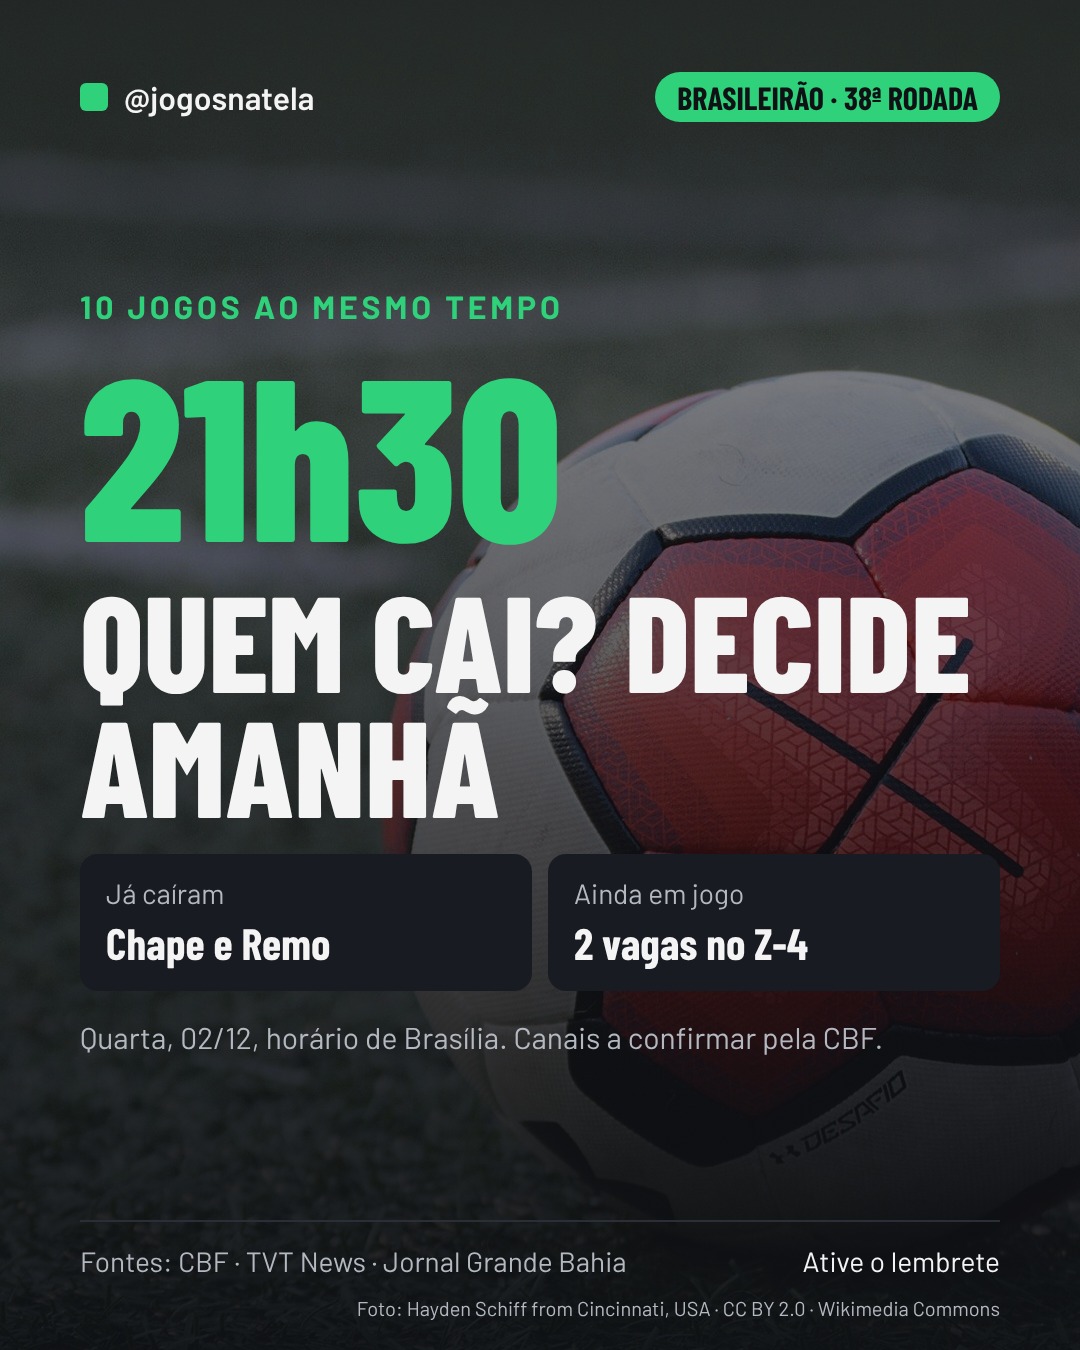 @jogosnatela
BRASILEIRÃO · 38ª RODADA
10 JOGOS AO MESMO TEMPO
21h30
QUEM CAI? DECIDE
AMANHÃ
Já caíram
Chape e Remo
Ainda em jogo
2 vagas no Z-4
Quarta, 02/12, horário de Brasília. Canais a confirmar pela CBF.
DESAFIO
Fontes: CBF · TVT News · Jornal Grande Bahia
Ative o lembrete
Foto: Hayden Schiff from Cincinnati, USA · CC BY 2.0 · Wikimedia Commons